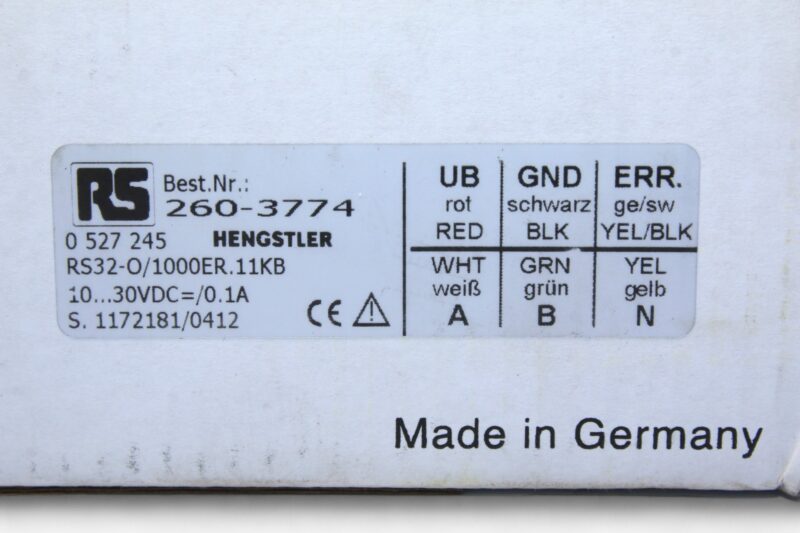 RS Best.Nr.:
260-3774
0 527 245 HENGSTLER
RS32-O/1000ER.11KB
10...30VDC=/0.1A
S. 1172181/0412
CE
UB GND ERR.
rot schwarz ge/sw
RED BLK YEL/BLK
WHT GRN YEL
weiß grün gelb
A B N
Made in Germany